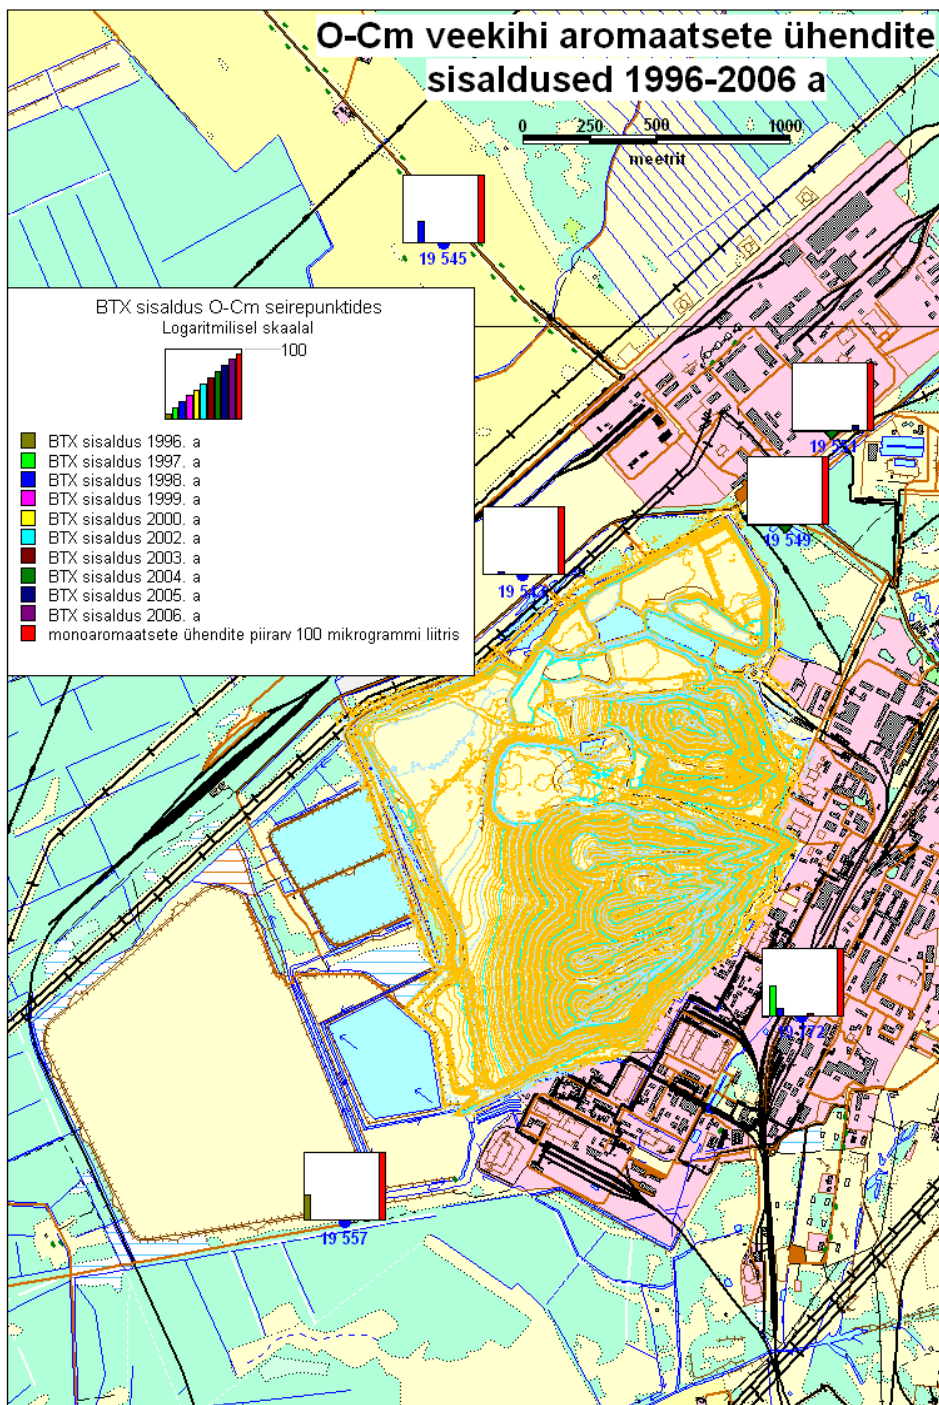 O-Cm veekihi aromaatsete ühendite
sisaldused 1996-2006 a
0 250 500 1000
meetrit
19 545
BTX sisaldus O-Cm seirepunktides
Logaritmilisel skaalal
100
BTX sisaldus 1996. a
BTX sisaldus 1997. a
BTX sisaldus 1998. a
BTX sisaldus 1999. a
BTX sisaldus 2000. a
BTX sisaldus 2002. a
BTX sisaldus 2003. a
BTX sisaldus 2004. a
BTX sisaldus 2005. a
BTX sisaldus 2006. a
monoaromaatsete ühendite piirarv 100 mikrogrammi liitris
19 551
19 549
19
19 557